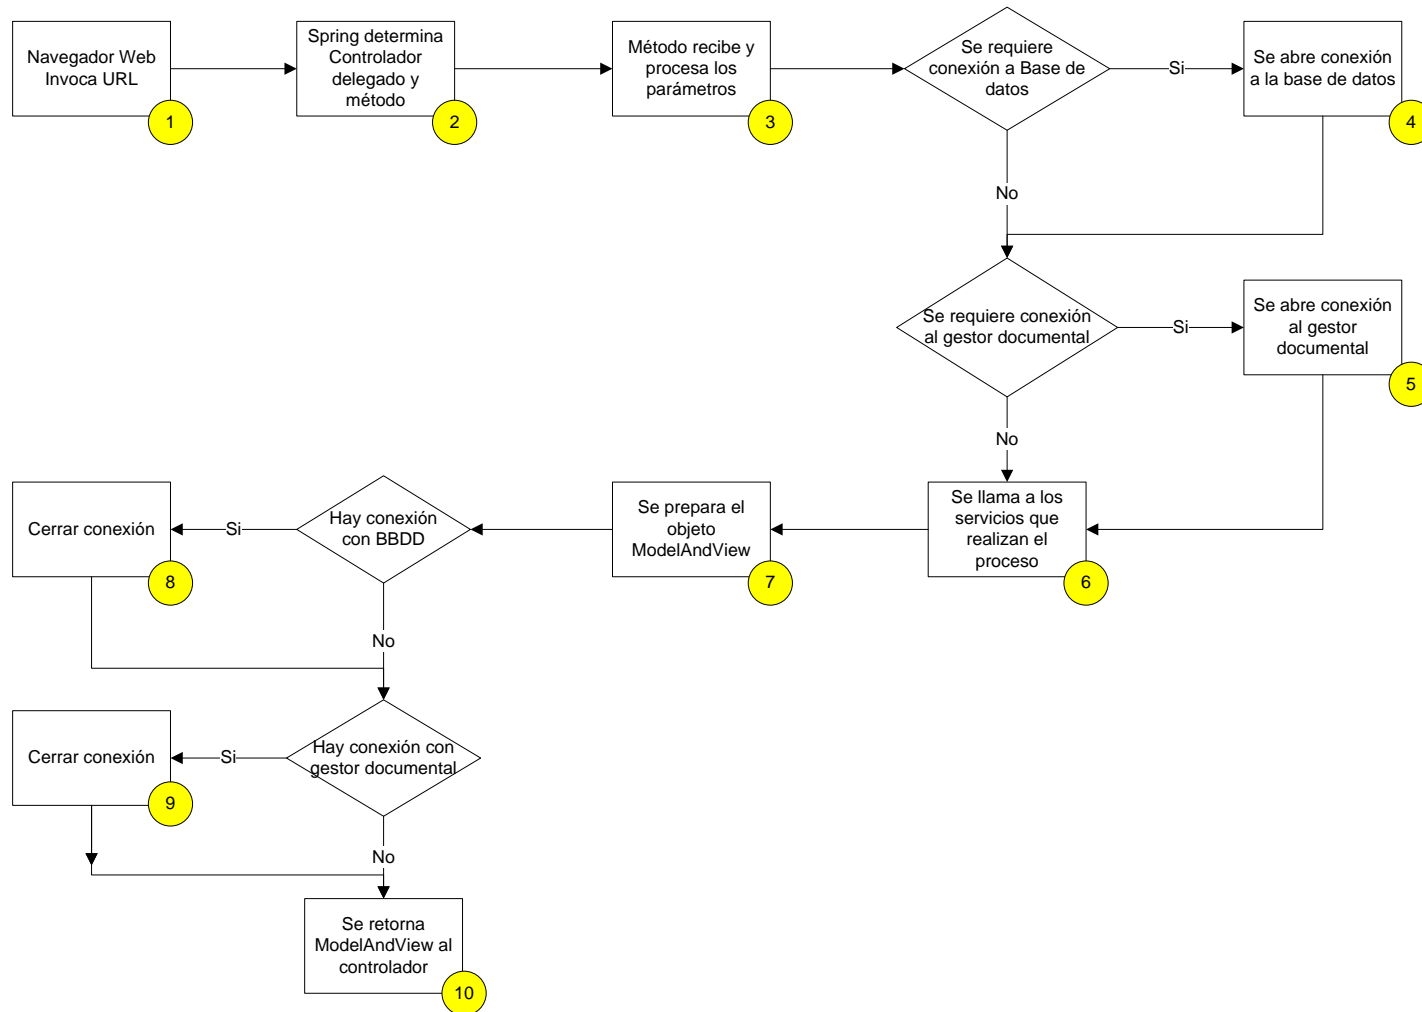 Navegador Web
Invoca URL
1
Spring determina
Controlador
delegado y
método
2
Método recibe y
procesa los
parámetros
3
Se requiere
conexión a Base de
datos
Si
Se abre conexión
a la base de datos
4
No
Se requiere conexión
al gestor documental
Si
Se abre conexión
al gestor
documental
5
No
Se llama a los
servicios que
realizan el
proceso
6
Se prepara el
objeto
ModelAndView
7
Hay conexión
con BBDD
Si
Cerrar conexión
8
No
Hay conexión con
gestor documental
Si
Cerrar conexión
9
No
Se retorna
ModelAndView al
controlador
10